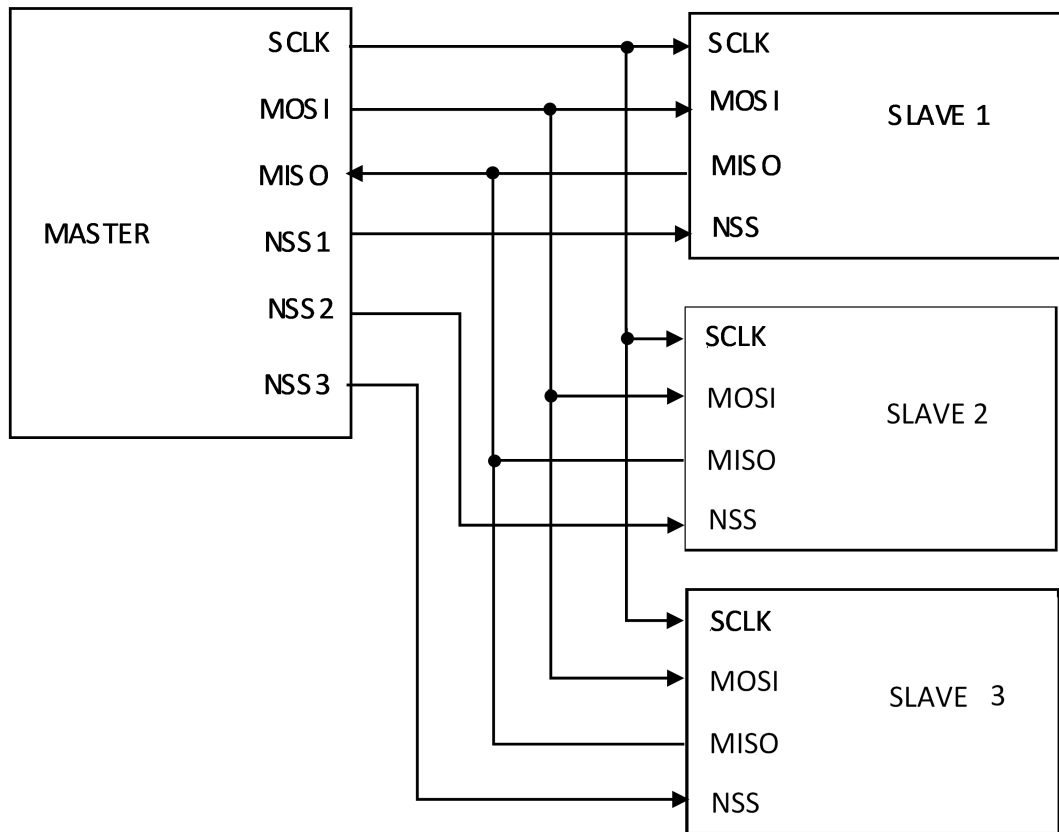 MASTER
SCLK
MOSI
MISO
NSS1
NSS2
NSS3
SCLK
MOSI
MISO
NSS
SLAVE 1
SCLK
MOSI
MISO
NSS
SLAVE 2
SCLK
MOSI
MISO
NSS
SLAVE 3